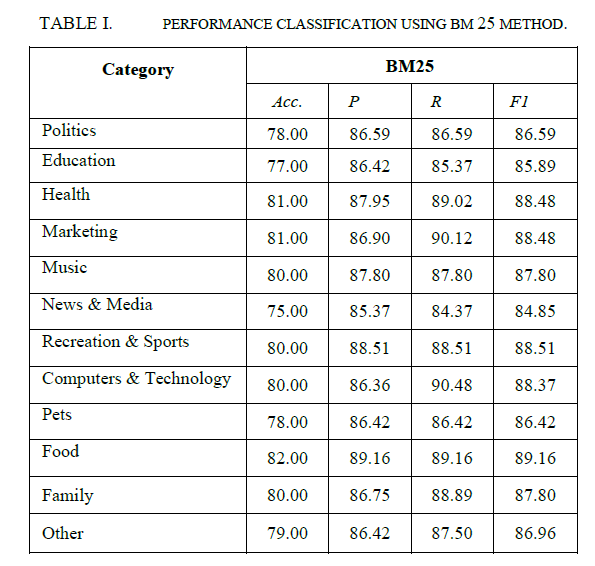 TABLE I. PERFORMANCE CLASSIFICATION USING BM 25 METHOD.
Category BM25
Acc. P R F1
Politics 78.00 86.59 86.59 86.59
Education 77.00 86.42 85.37 85.89
Health 81.00 87.95 89.02 88.48
Marketing 81.00 86.90 90.12 88.48
Music 80.00 87.80 87.80 87.80
News & Media 75.00 85.37 84.37 84.85
Recreation & Sports 80.00 88.51 88.51 88.51
Computers & Technology 80.00 86.36 90.48 88.37
Pets 78.00 86.42 86.42 86.42
Food 82.00 89.16 89.16 89.16
Family 80.00 86.75 88.89 87.80
Other 79.00 86.42 87.50 86.96